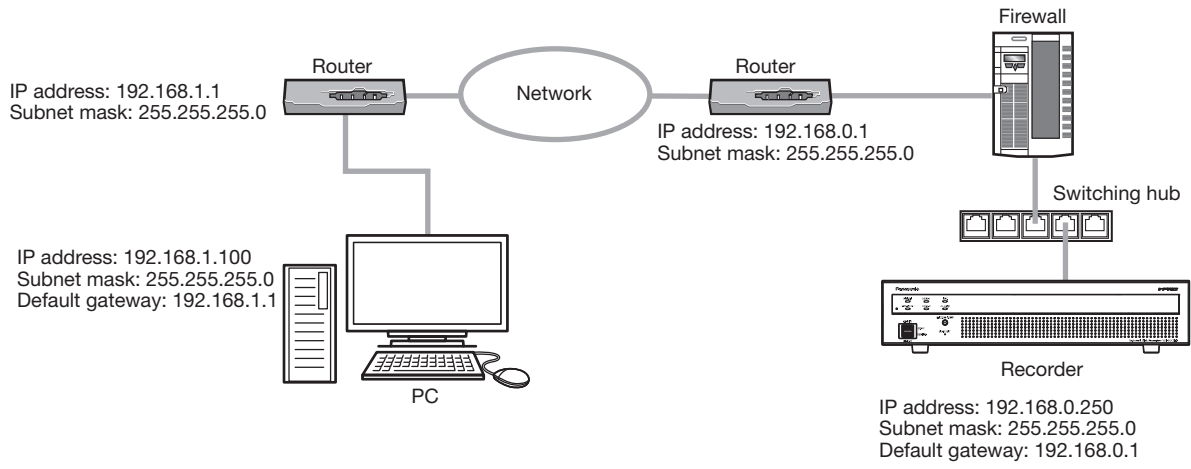 Firewall
Router
IP address: 192.168.1.1
Subnet mask: 255.255.255.0
Network
Router
IP address: 192.168.0.1
Subnet mask: 255.255.255.0
Switching hub
IP address: 192.168.1.100
Subnet mask: 255.255.255.0
Default gateway: 192.168.1.1
PC
Panasonic
Recorder
IP address: 192.168.0.250
Subnet mask: 255.255.255.0
Default gateway: 192.168.0.1